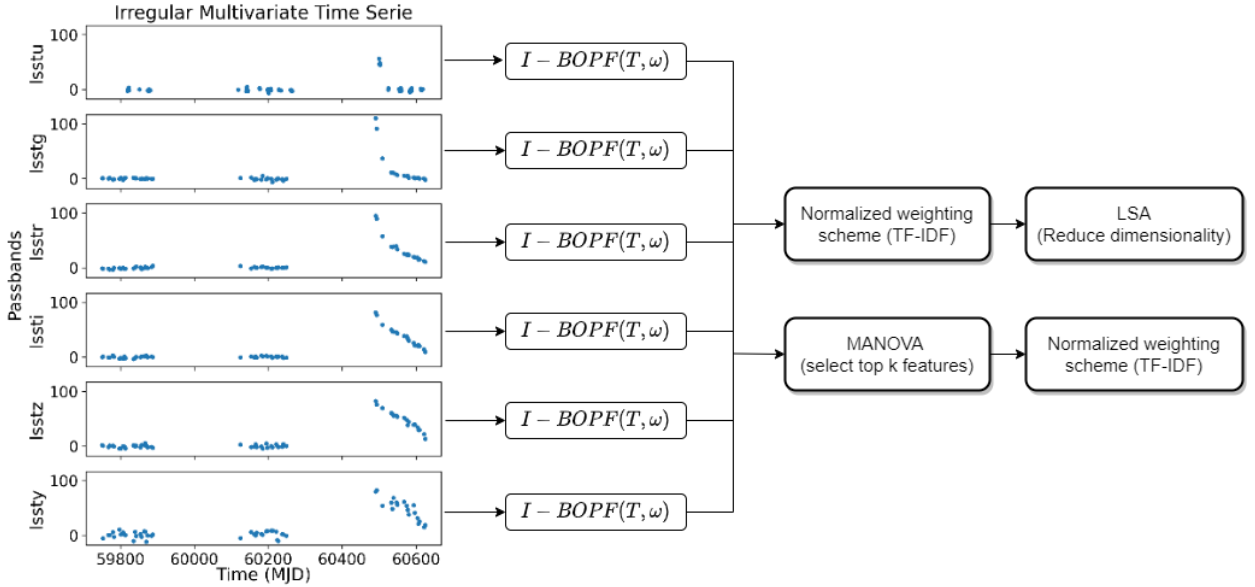 Irregular Multivariate Time Serie
Passbands
lsstu
100
0
I − BOPF(T, ω)
lsstg
100
0
I − BOPF(T, ω)
lsstr
100
0
I − BOPF(T, ω)
lssti
100
0
I − BOPF(T, ω)
lsstz
100
0
I − BOPF(T, ω)
lssty
100
0
I − BOPF(T, ω)
59800 60000 60200 60400 60600
Time (MJD)
Normalized weighting
scheme (TF-IDF)
LSA
(Reduce dimensionality)
MANOVA
(select top k features)
Normalized weighting
scheme (TF-IDF)